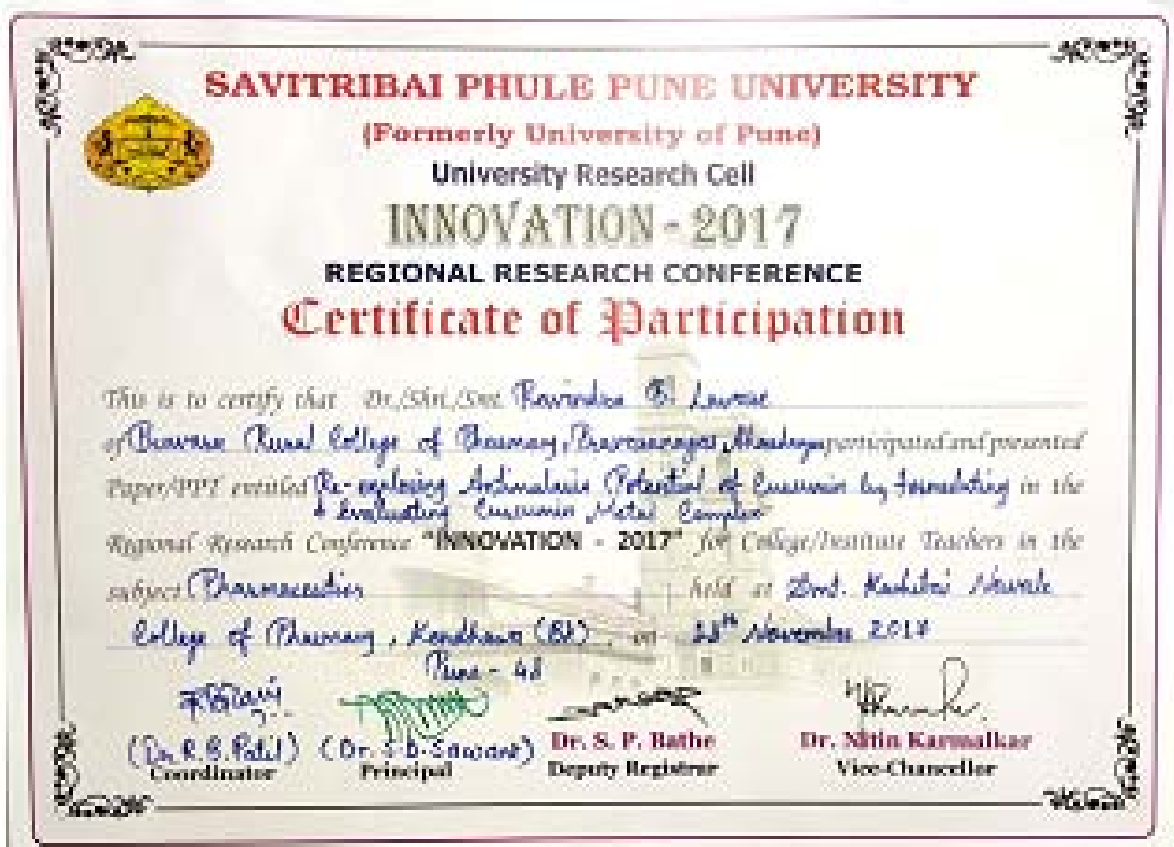 SAVITRIBAI PHULE PUNE UNIVERSITY
(Formerly University of Pune)
University Research Cell
INNOVATION - 2017
REGIONAL RESEARCH CONFERENCE
Certificate of Participation
This is to certify that Dr./Shri./Smt. Ravindra B. Laware
of Pravara Rural College of Pharmacy, Pravaranagar, participated and presented
Paper/PPT entitled Re-exploring Antimalaria Potential of Curcumin by formulating in the
& evaluating Curcumin Metal Complex
Regional Research Conference "INNOVATION - 2017" for College/Institute Teachers in the
subject Pharmaceutics held at Smt. Kashibai Navale
College of Pharmacy, Kondhawa (Bk), on 28th November 2017
Pune - 48
(Dr. R. B. Patil) (Dr. S. D. Sawant) Dr. S. P. Bathe Dr. Nitin Karmalkar
Coordinator Principal Deputy Registrar Vice-Chancellor